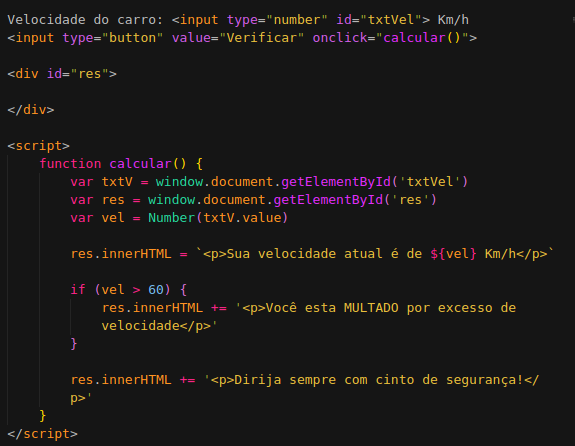 Velocidade do carro: <input type="number" id="txtVel"> Km/h
<input type="button" value="Verificar" onclick="calcular()">
<div id="res">
</div>
<script>
function calcular() {
var txtV = window.document.getElementById('txtVel')
var res = window.document.getElementById('res')
var vel = Number(txtV.value)
res.innerHTML = `<p>Sua velocidade atual é de ${vel} Km/h</p>`
if (vel > 60) {
res.innerHTML += '<p>Você esta MULTADO por excesso de
velocidade</p>'
}
res.innerHTML += '<p>Dirija sempre com cinto de segurança!</
p>'
}
</script>